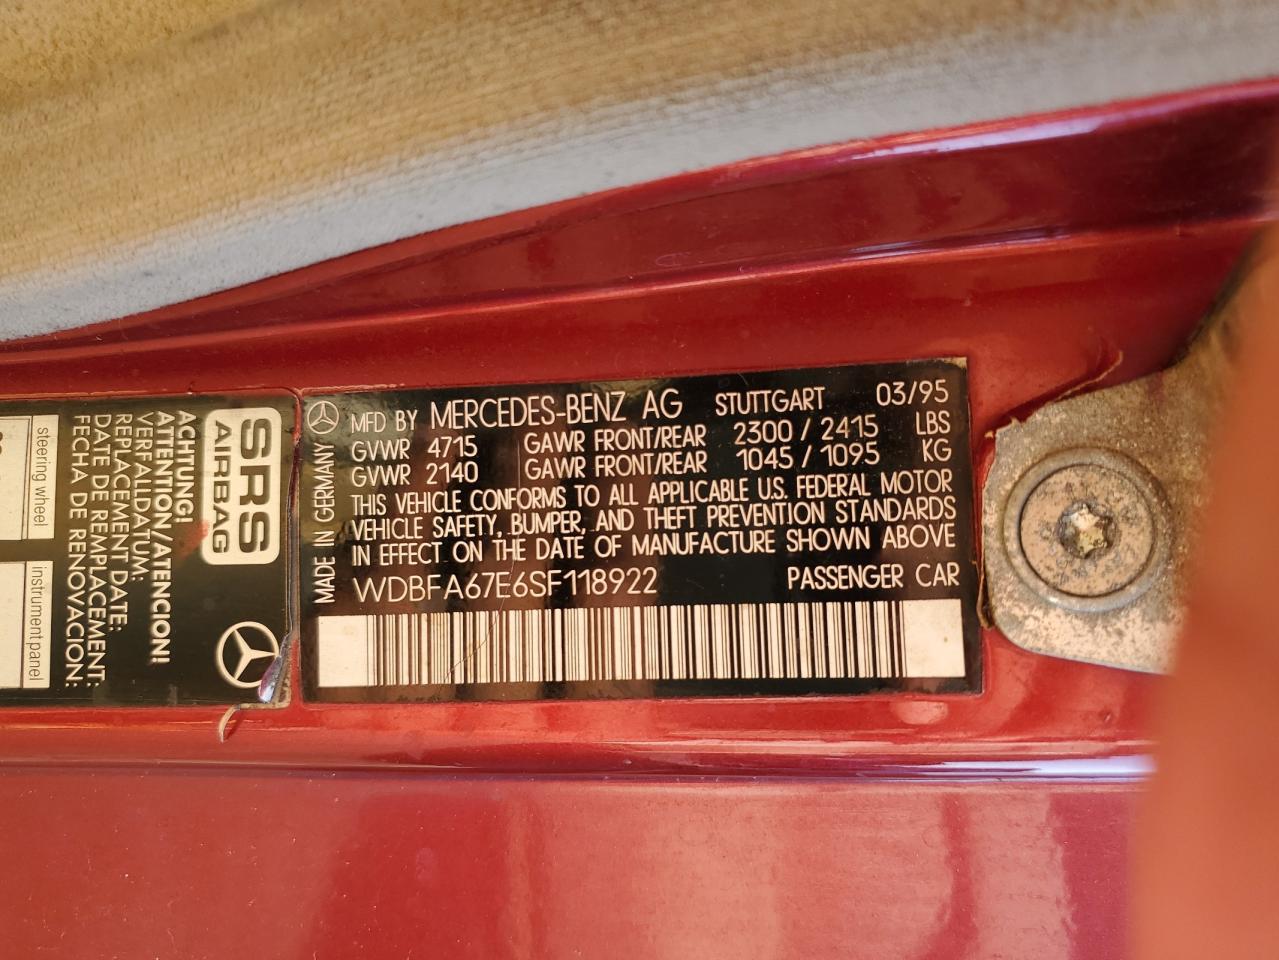 MFD BY MERCEDES-BENZ AG STUTTGART 03/95
GVWR 4715 GAWR FRONT/REAR 2300 / 2415 LBS
GVWR 2140 GAWR FRONT/REAR 1045 / 1095 KG
THIS VEHICLE CONFORMS TO ALL APPLICABLE U.S. FEDERAL MOTOR
VEHICLE SAFETY, BUMPER, AND THEFT PREVENTION STANDARDS
IN EFFECT ON THE DATE OF MANUFACTURE SHOWN ABOVE
WDBFA67E6SF118922 PASSENGER CAR
MADE IN GERMANY
SRS
AIRBAG
ACHTUNG!
ATTENTION/ATENCION!
VERFALLDATUM:
REPLACEMENT DATE:
DATE DE REMPLACEMENT:
FECHA DE RENOVACION:
steering wheel
instrument panel